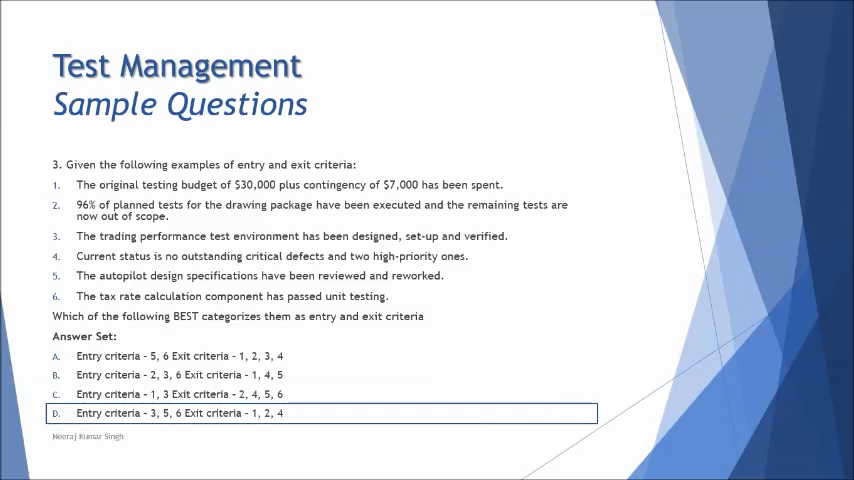 Test Management
Sample Questions
3. Given the following examples of entry and exit criteria:
1. The original testing budget of $30,000 plus contingency of $7,000 has been spent.
2. 96% of planned tests for the drawing package have been executed and the remaining tests are
now out of scope.
3. The trading performance test environment has been designed, set-up and verified.
4. Current status is no outstanding critical defects and two high-priority ones.
5. The autopilot design specifications have been reviewed and reworked.
6. The tax rate calculation component has passed unit testing.
Which of the following BEST categorizes them as entry and exit criteria
Answer Set:
A. Entry criteria – 5, 6 Exit criteria – 1, 2, 3, 4
B. Entry criteria – 2, 3, 6 Exit criteria – 1, 4, 5
C. Entry criteria – 1, 3 Exit criteria – 2, 4, 5, 6
D. Entry criteria – 3, 5, 6 Exit criteria – 1, 2, 4
Neeraj Kumar Singh